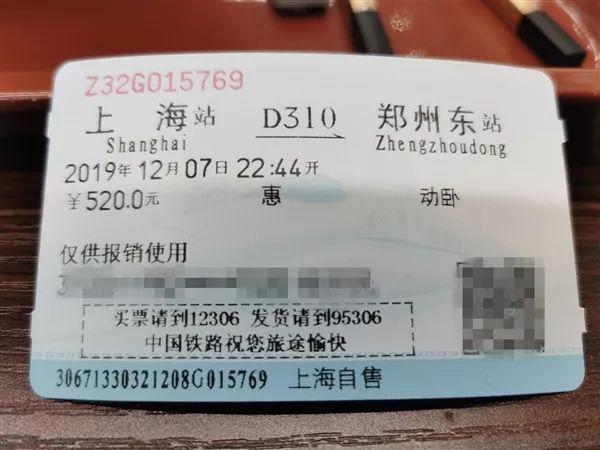 Z32G015769
上海站 D310 郑州东站
Shanghai Zhengzhoudong
2019年12月07日22:44开
¥520.0元 惠 动卧
仅供报销使用
买票请到12306 发货请到95306
中国铁路祝您旅途愉快
30671330321208G015769 上海自售